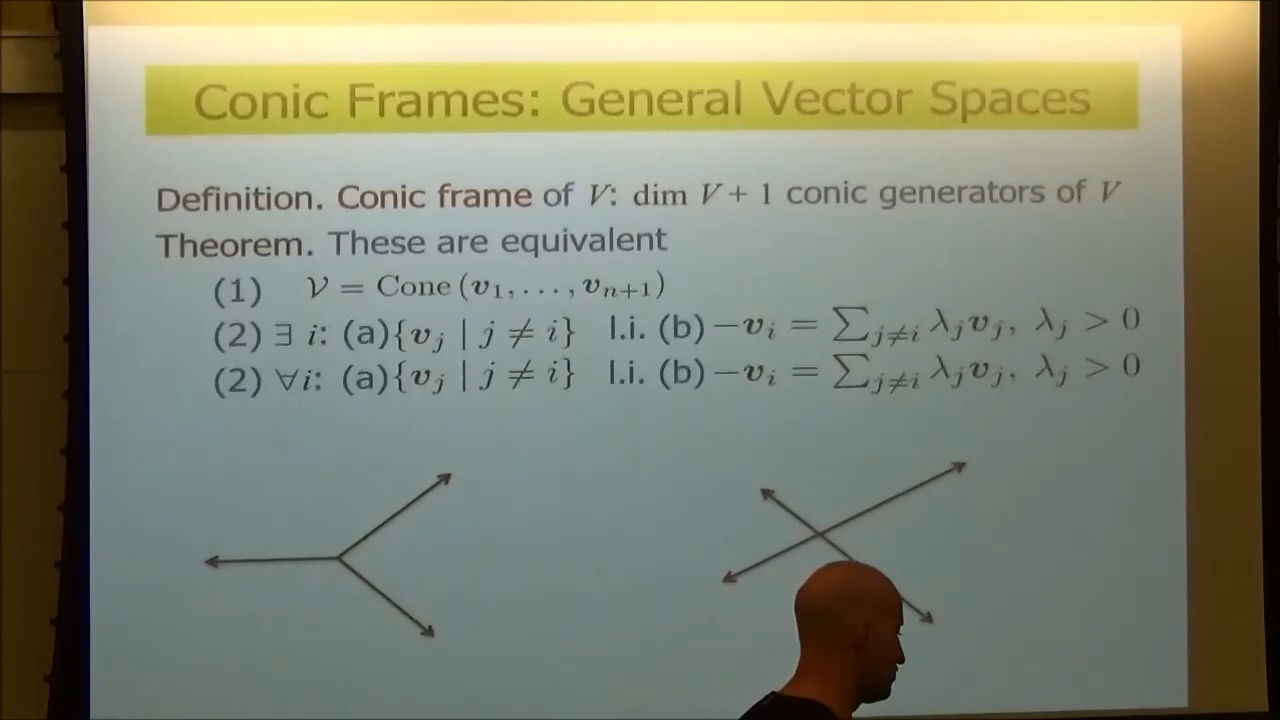 Conic Frames: General Vector Spaces
Definition. Conic frame of V: dim V + 1 conic generators of V
Theorem. These are equivalent
(1) 𝒱 = Cone (v₁, . . . , vₙ₊₁)
(2) ∃ i: (a){vⱼ | j ≠ i} l.i. (b) −vᵢ = ∑_{j≠i} λⱼvⱼ, λⱼ > 0
(2) ∀i: (a){vⱼ | j ≠ i} l.i. (b) −vᵢ = ∑_{j≠i} λⱼvⱼ, λⱼ > 0